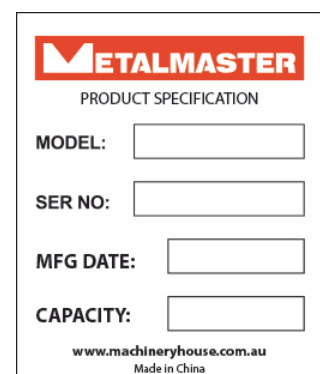 METALMASTER
PRODUCT SPECIFICATION
MODEL:
SER NO:
MFG DATE:
CAPACITY:
www.machineryhouse.com.au
Made in China